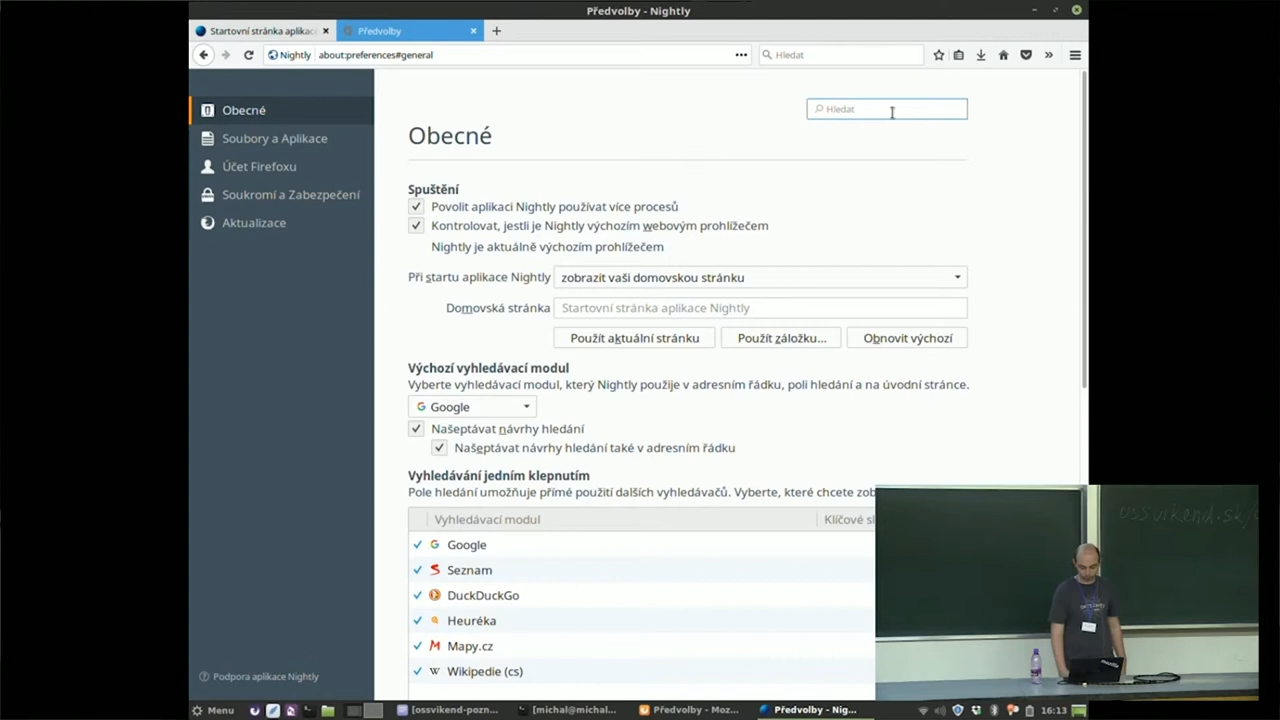 Předvolby - Nightly
Startovní stránka aplikac
Předvolby
Nightly
about:preferences#general
Hledat
Obecné
Soubory a Aplikace
Účet Firefoxu
Soukromí a Zabezpečení
Aktualizace
Podpora aplikace Nightly
Hledat
Obecné
Spuštění
Povolit aplikaci Nightly používat více procesů
Kontrolovat, jestli je Nightly výchozím webovým prohlížečem
Nightly je aktuálně výchozím prohlížečem
Při startu aplikace Nightly zobrazit vaši domovskou stránku
Domovská stránka Startovní stránka aplikace Nightly
Použít aktuální stránku Použít záložku... Obnovit výchozí
Výchozí vyhledávací modul
Vyberte vyhledávací modul, který Nightly použije v adresním řádku, poli hledání a na úvodní stránce.
Google
Našeptávat návrhy hledání
Našeptávat návrhy hledání také v adresním řádku
Vyhledávání jedním klepnutím
Pole hledání umožňuje přímé použití dalších vyhledávačů. Vyberte, které chcete zob
Vyhledávací modul Klíčové sl
Google
Seznam
DuckDuckGo
Heuréka
Mapy.cz
Wikipedie (cs)
ossvikend.sk/
mozilla
Menu [ossvikend-pozn... [michal@michal... Předvolby - Moz... Předvolby - Nig... 16:13